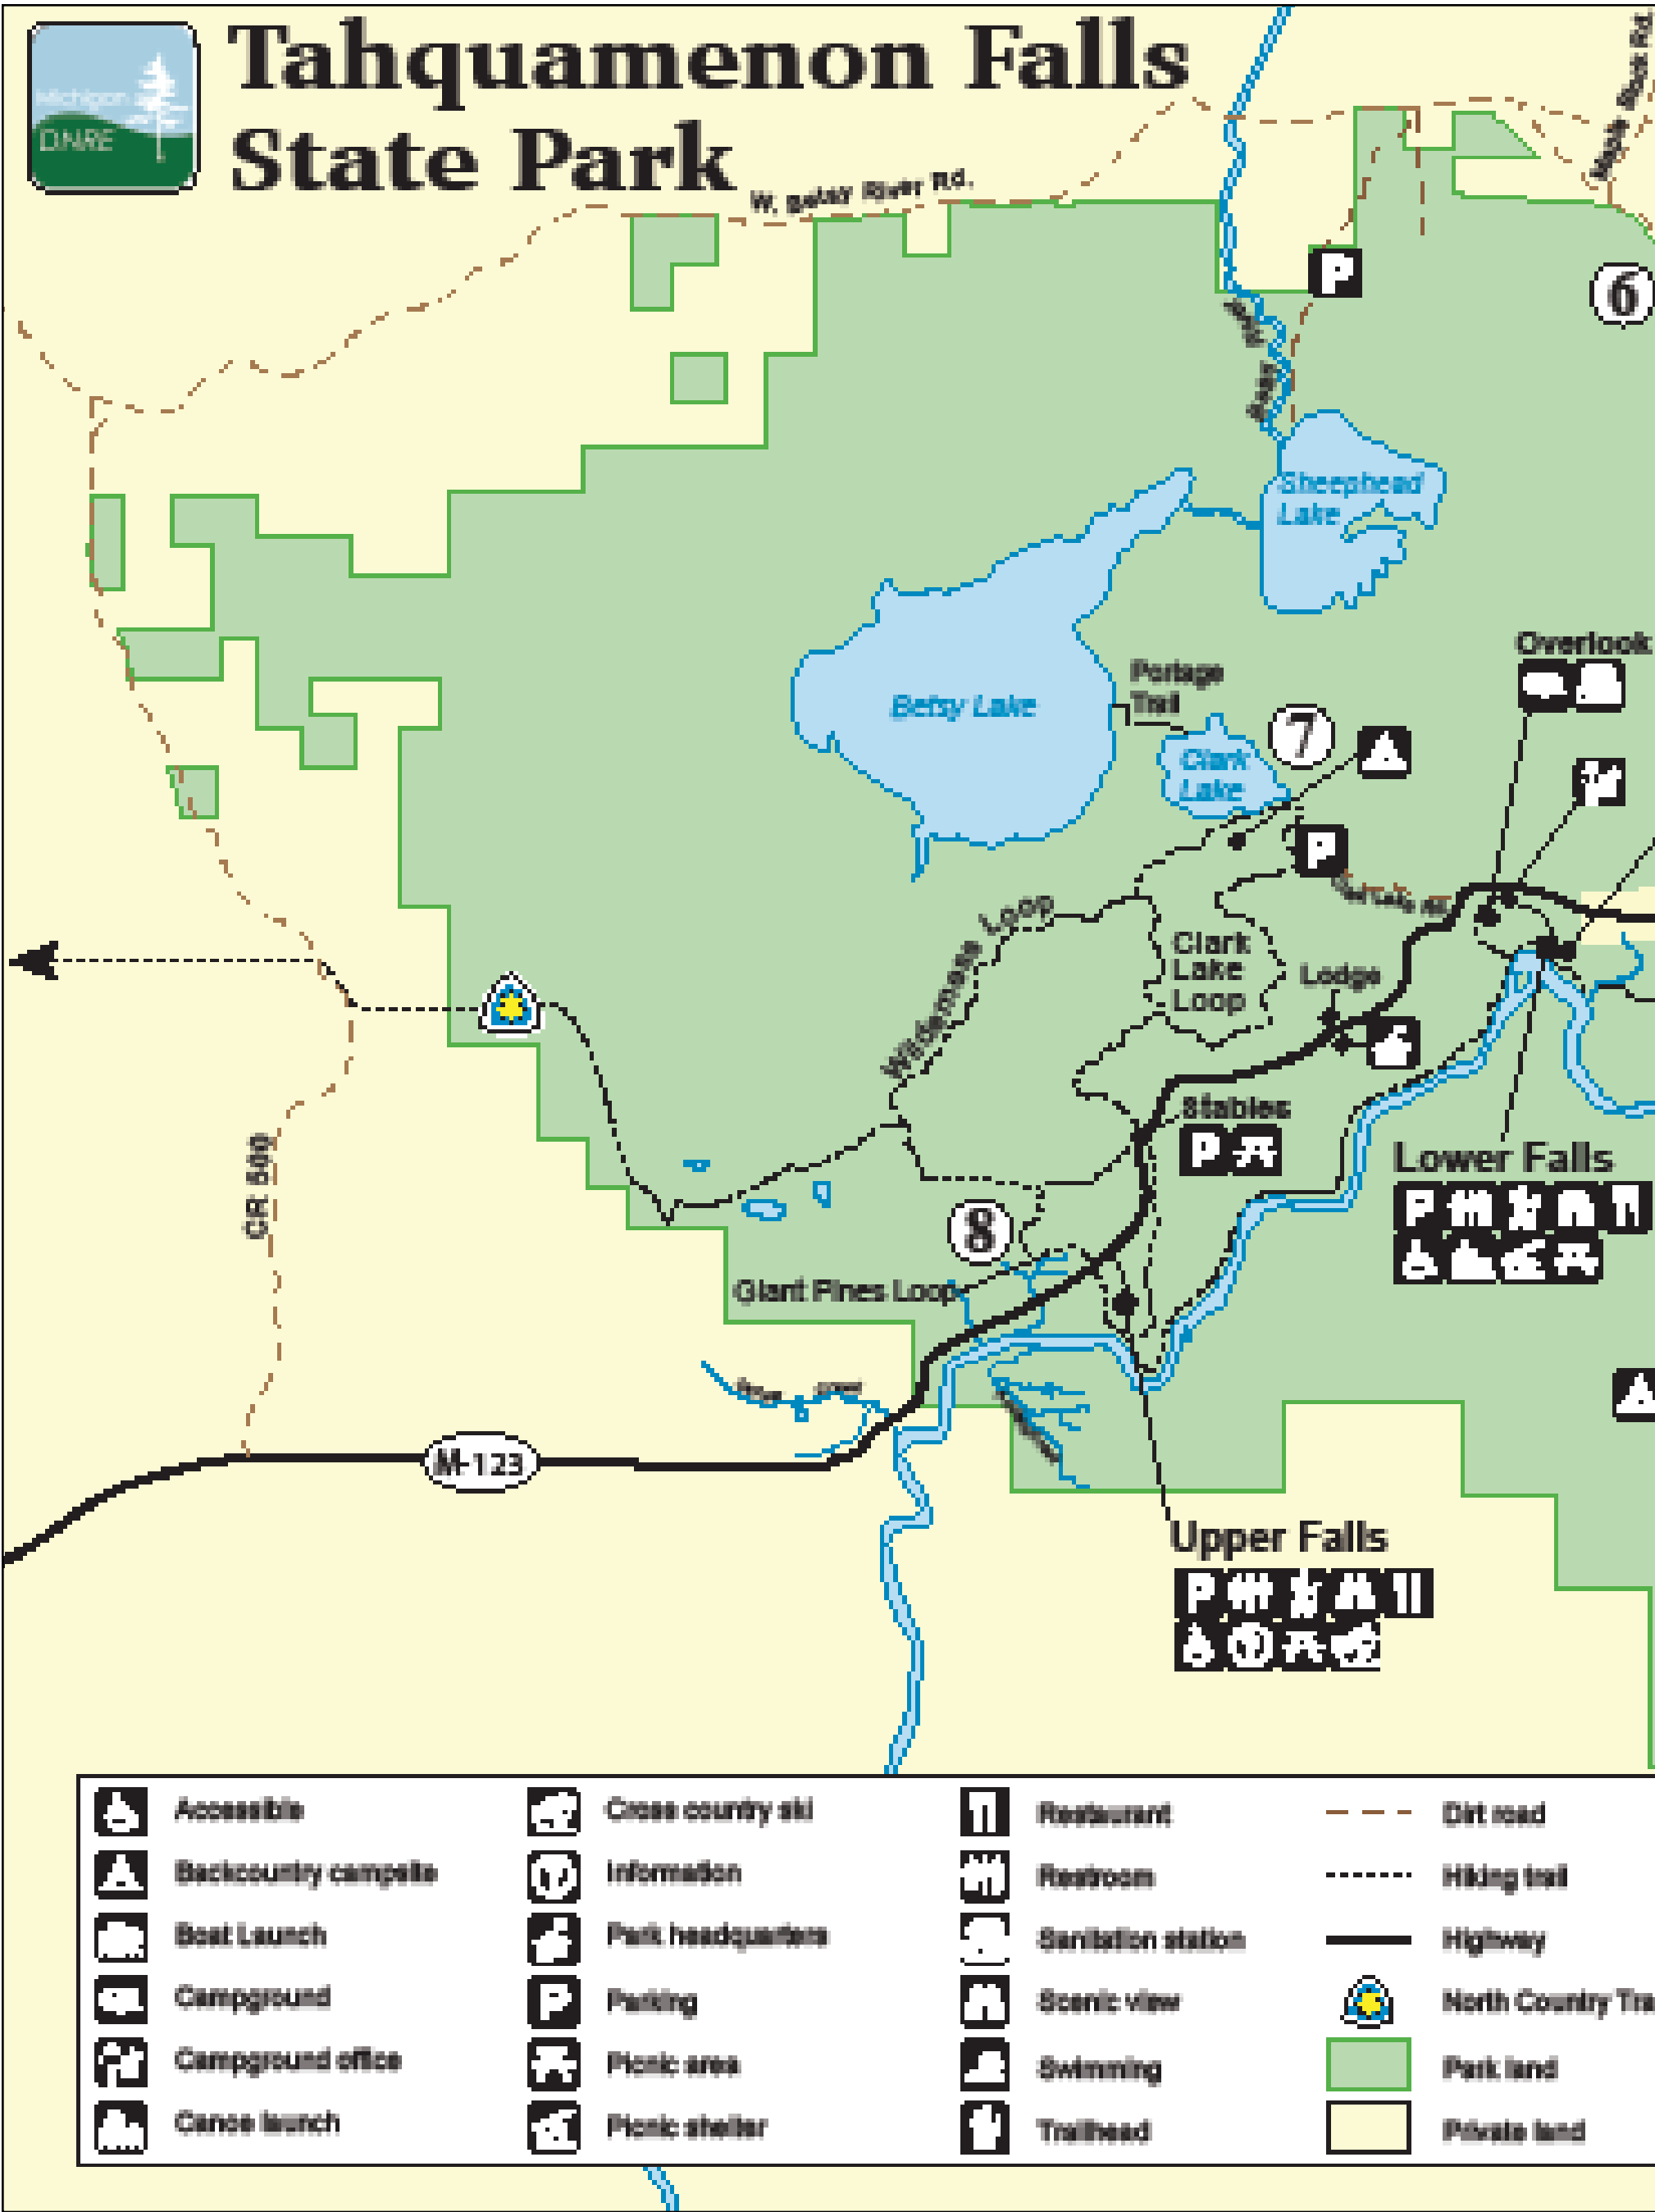 Michigan
DNRE
Tahquamenon Falls
State Park
W. Betsy River Rd.
P
6
Sheephead
Lake
Overlook
Portage
Trail
Betsy Lake
7
Clark
Lake
P
Wilderness Loop
Clark
Lake
Loop
Lodge
Stables
P
Lower Falls
P
8
Giant Pines Loop
CR 500
M-123
Upper Falls
P
Accessible
Backcountry campsite
Boat Launch
Campground
Campground office
Canoe launch
Cross country ski
Information
Park headquarters
P Parking
Picnic area
Picnic shelter
Restaurant
Restroom
Sanitation station
Scenic view
Swimming
Trailhead
Dirt road
Hiking trail
Highway
North Country Tra
Park land
Private land